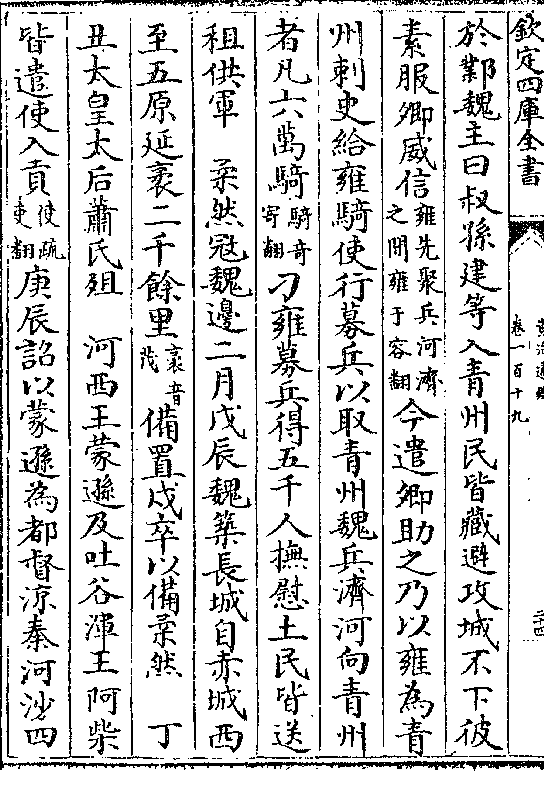 欽定四庫全書
資治通鑑
卷一百十九
二十四
於鄴魏主曰叔孫建等入青州民皆藏避攻城不下彼
素服卿威信雍先聚兵河濟之間雍于容翻今遣卿助之乃以雍為青
州刺史給雍騎使行募兵以取青州魏兵濟河向青州
者凡六萬騎騎奇寄翻刁雍募兵得五千人撫慰士民皆送
租供軍　柔然寇魏邊二月戊辰魏築長城自赤城西
至五原延袤二千餘里袤音茂備置戍卒以備柔然　丁
丑太皇太后蕭氏殂　河西王蒙遜及吐谷渾王阿柴
皆遣使入貢使疏吏翻庚辰詔以蒙遜為都督涼秦河沙四